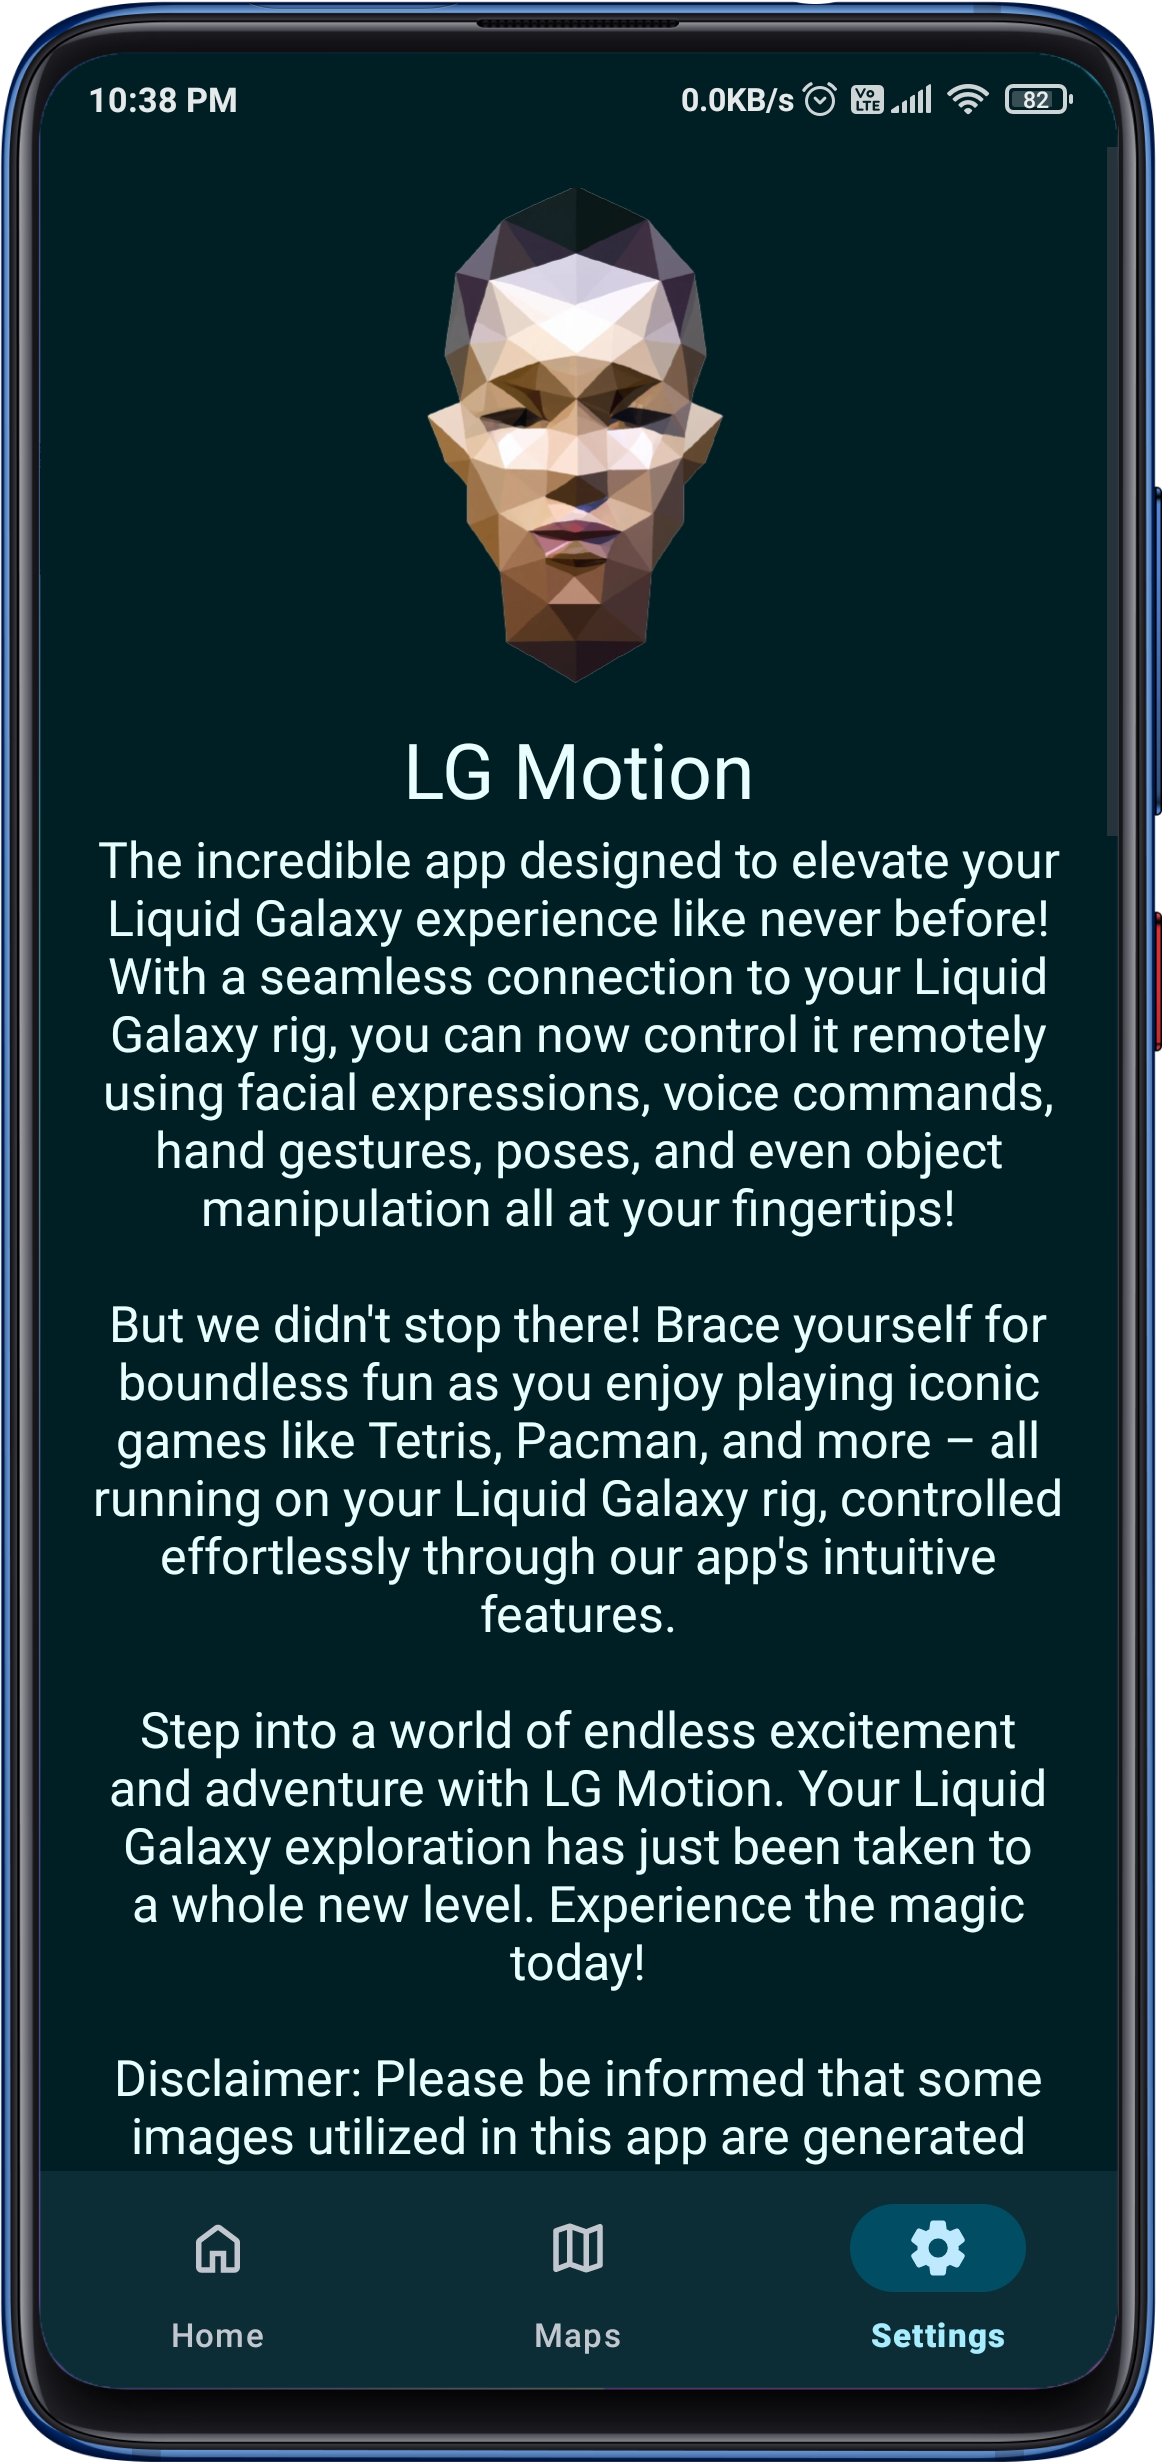 10:38 PM
0.0KB/s
Vo LTE
82
LG Motion
The incredible app designed to elevate your
Liquid Galaxy experience like never before!
With a seamless connection to your Liquid
Galaxy rig, you can now control it remotely
using facial expressions, voice commands,
hand gestures, poses, and even object
manipulation all at your fingertips!
But we didn't stop there! Brace yourself for
boundless fun as you enjoy playing iconic
games like Tetris, Pacman, and more – all
running on your Liquid Galaxy rig, controlled
effortlessly through our app's intuitive
features.
Step into a world of endless excitement
and adventure with LG Motion. Your Liquid
Galaxy exploration has just been taken to
a whole new level. Experience the magic
today!
Disclaimer: Please be informed that some
images utilized in this app are generated
Home
Maps
Settings